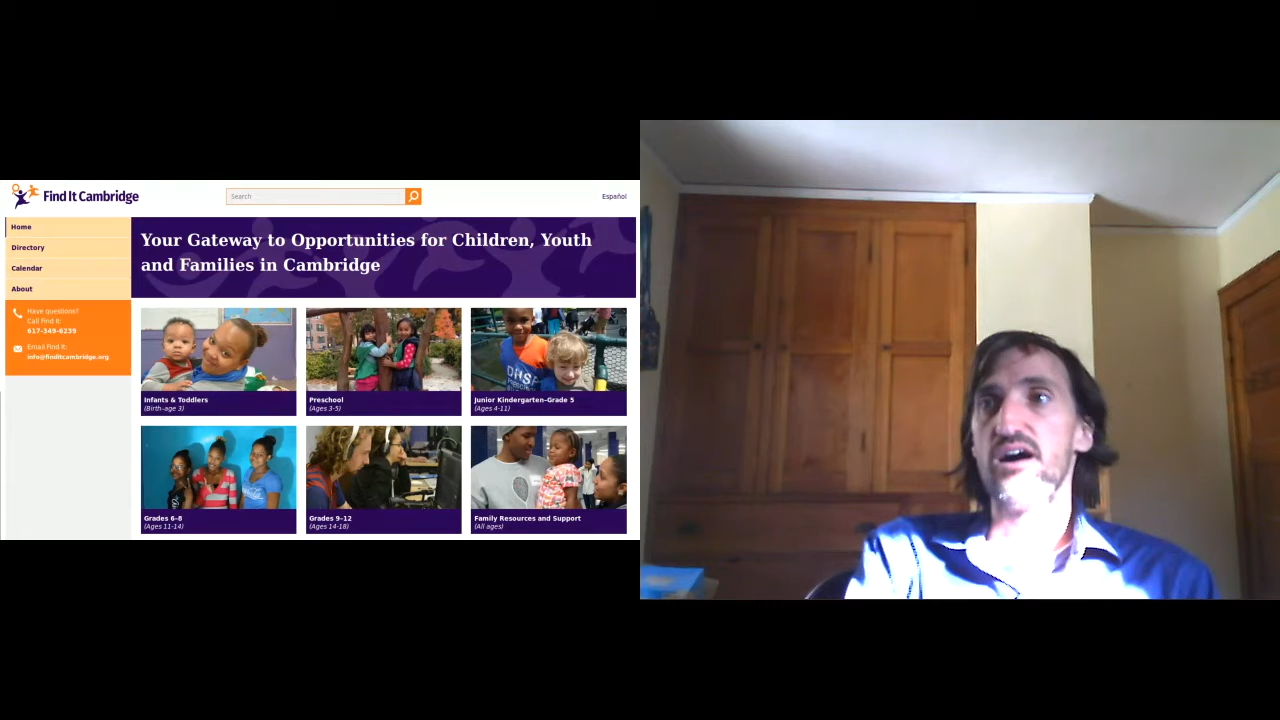 Find It Cambridge
Search
Español
Home
Directory
Calendar
About
Have questions?
Call Find It:
617-349-6239
Email Find It:
info@finditcambridge.org
Your Gateway to Opportunities for Children, Youth
and Families in Cambridge
Infants & Toddlers
(Birth–age 3)
Preschool
(Ages 3-5)
DHSP
Junior Kindergarten–Grade 5
(Ages 4-11)
Grades 6–8
(Ages 11-14)
Grades 9–12
(Ages 14-18)
Family Resources and Support
(All ages)